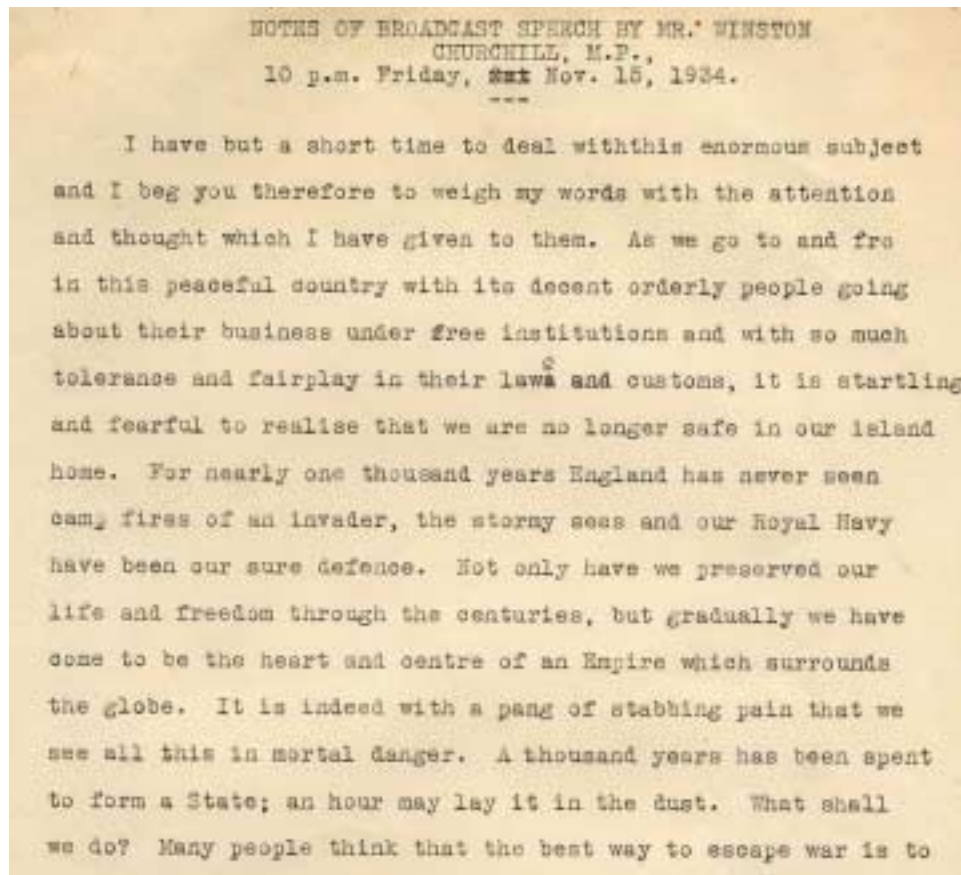 NOTES OF BROADCAST SPEECH BY MR. WINSTON
CHURCHILL, M.P.,
10 p.m. Friday, Nov. 15, 1934.
---
I have but a short time to deal withthis enormous subject
and I beg you therefore to weigh my words with the attention
and thought which I have given to them. As we go to and fro
in this peaceful country with its decent orderly people going
about their business under free institutions and with so much
tolerance and fairplay in their laws and customs, it is startling
and fearful to realise that we are no longer safe in our island
home. For nearly one thousand years England has never seen
camp fires of an invader, the stormy sees and our Royal Navy
have been our sure defence. Not only have we preserved our
life and freedom through the centuries, but gradually we have
come to be the heart and centre of an Empire which surrounds
the globe. It is indeed with a pang of stabbing pain that we
see all this in mortal danger. A thousand years has been spent
to form a State; an hour may lay it in the dust. What shall
we do? Many people think that the best way to escape war is to